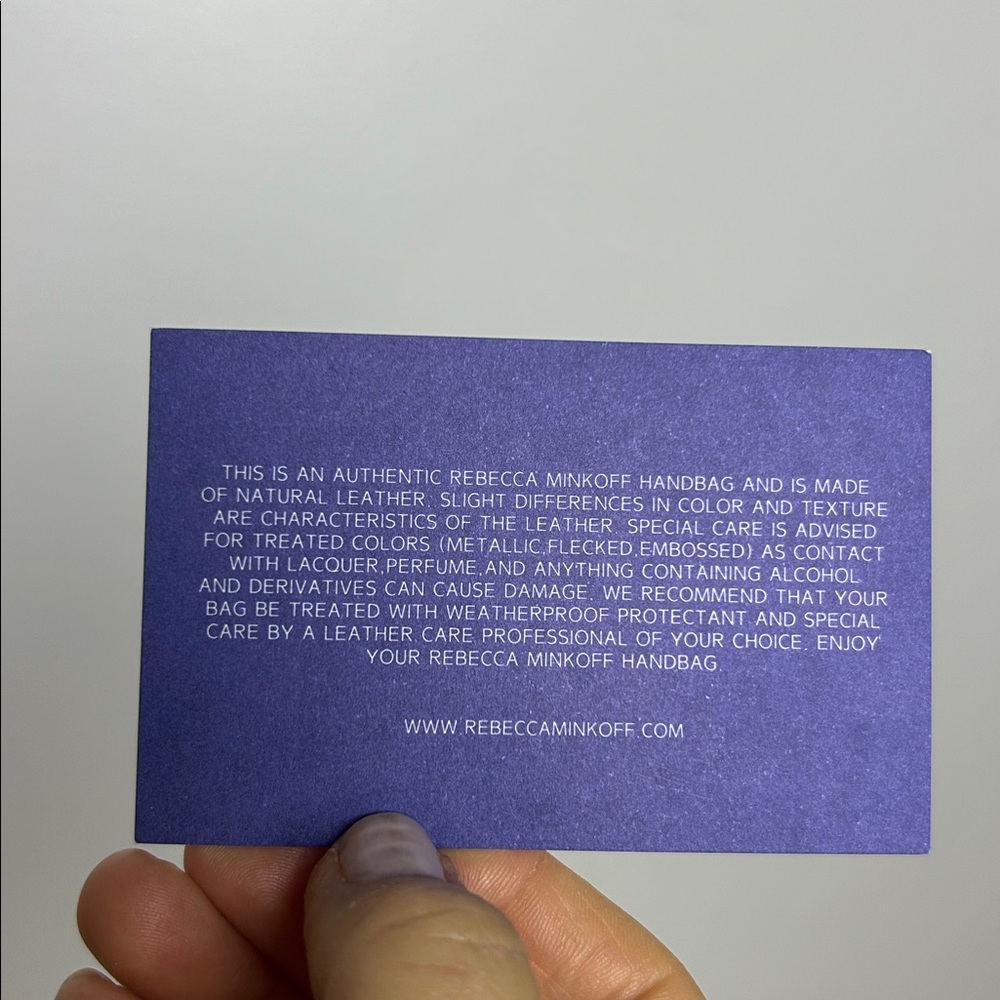 THIS IS AN AUTHENTIC REBECCA MINKOFF HANDBAG AND IS MADE
OF NATURAL LEATHER. SLIGHT DIFFERENCES IN COLOR AND TEXTURE
ARE CHARACTERISTICS OF THE LEATHER. SPECIAL CARE IS ADVISED
FOR TREATED COLORS (METALLIC,FLECKED,EMBOSSED) AS CONTACT
WITH LACQUER,PERFUME,AND ANYTHING CONTAINING ALCOHOL
AND DERIVATIVES CAN CAUSE DAMAGE. WE RECOMMEND THAT YOUR
BAG BE TREATED WITH WEATHERPROOF PROTECTANT AND SPECIAL
CARE BY A LEATHER CARE PROFESSIONAL OF YOUR CHOICE. ENJOY
YOUR REBECCA MINKOFF HANDBAG.
WWW.REBECCAMINKOFF.COM